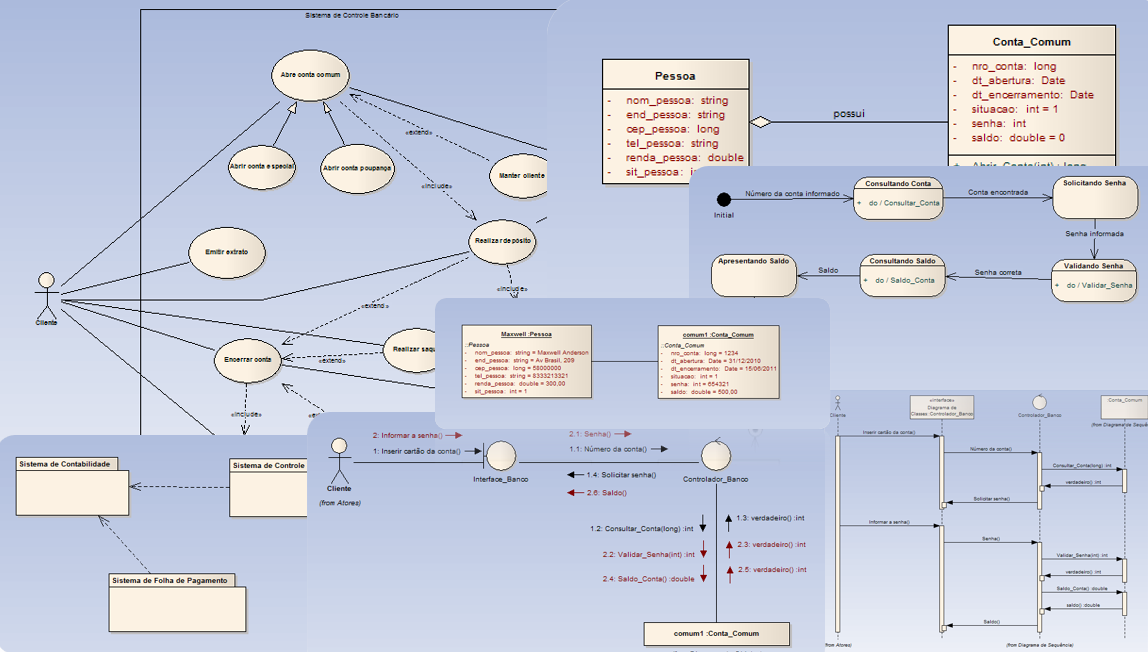 Sistema de Controle Bancário
Abre conta comum
«extend»
Abrir conta especial
Abrir conta poupança
Manter cliente
«include»
Emitir extrato
Realizar depósito
«include»
Cliente
«extend»
Encerrar conta
«extend»
Realizar saqu
«include»
«e
Pessoa
- nom_pessoa: string
- end_pessoa: string
- cep_pessoa: long
- tel_pessoa: string
- renda_pessoa: double
- sit_pessoa: i
possui
Conta_Comum
- nro_conta: long
- dt_abertura: Date
- dt_encerramento: Date
- situacao: int = 1
- senha: int
- saldo: double = 0
+ Abrir_Conta(int) : long
Initial
Número da conta informado
Consultando Conta
+ do / Consultar_Conta
Conta encontrada
Solicitando Senha
Senha informada
Validando Senha
+ do / Validar_Senha
Senha correta
Consultando Saldo
+ do / Saldo_Conta
Saldo
Apresentando Saldo
Maxwell :Pessoa
::Pessoa
- nom_pessoa: string = Maxwell Anderson
- end_pessoa: string = Av Brasil, 209
- cep_pessoa: long = 58000000
- tel_pessoa: string = 8333213321
- renda_pessoa: double = 300,00
- sit_pessoa: int = 1
comum1 :Conta_Comum
::Conta_Comum
- nro_conta: long = 1234
- dt_abertura: Date = 31/12/2010
- dt_encerramento: Date = 15/06/2011
- situacao: int = 1
- senha: int = 654321
- saldo: double = 500,00
Sistema de Contabilidade
Sistema de Controle
Sistema de Folha de Pagamento
2: Informar a senha()
1: Inserir cartão da conta()
Cliente
(from Atores)
Interface_Banco
2.1: Senha()
1.1: Número da conta()
1.4: Solicitar senha()
2.6: Saldo()
Controlador_Banco
1.2: Consultar_Conta(long) :int
1.3: verdadeiro() :int
2.2: Validar_Senha(int) :int
2.3: verdadeiro() :int
2.4: Saldo_Conta() :double
2.5: verdadeiro() :int
comum1 :Conta_Comum
Cliente
«interface»
Diagrama de
Classes::Controlador_Banco
Controlador_Banco
Conta_Comum
(from Diagrama de Sequê
Inserir cartão da conta()
Número da conta()
Consultar_Conta(long) :int
verdadeiro() :int
Solicitar senha()
Informar a senha()
Senha()
Validar_Senha(int) :int
verdadeiro() :int
Saldo_Conta() :double
saldo() :double
Saldo()
from Atores)
(from Diagrama de Sequência)